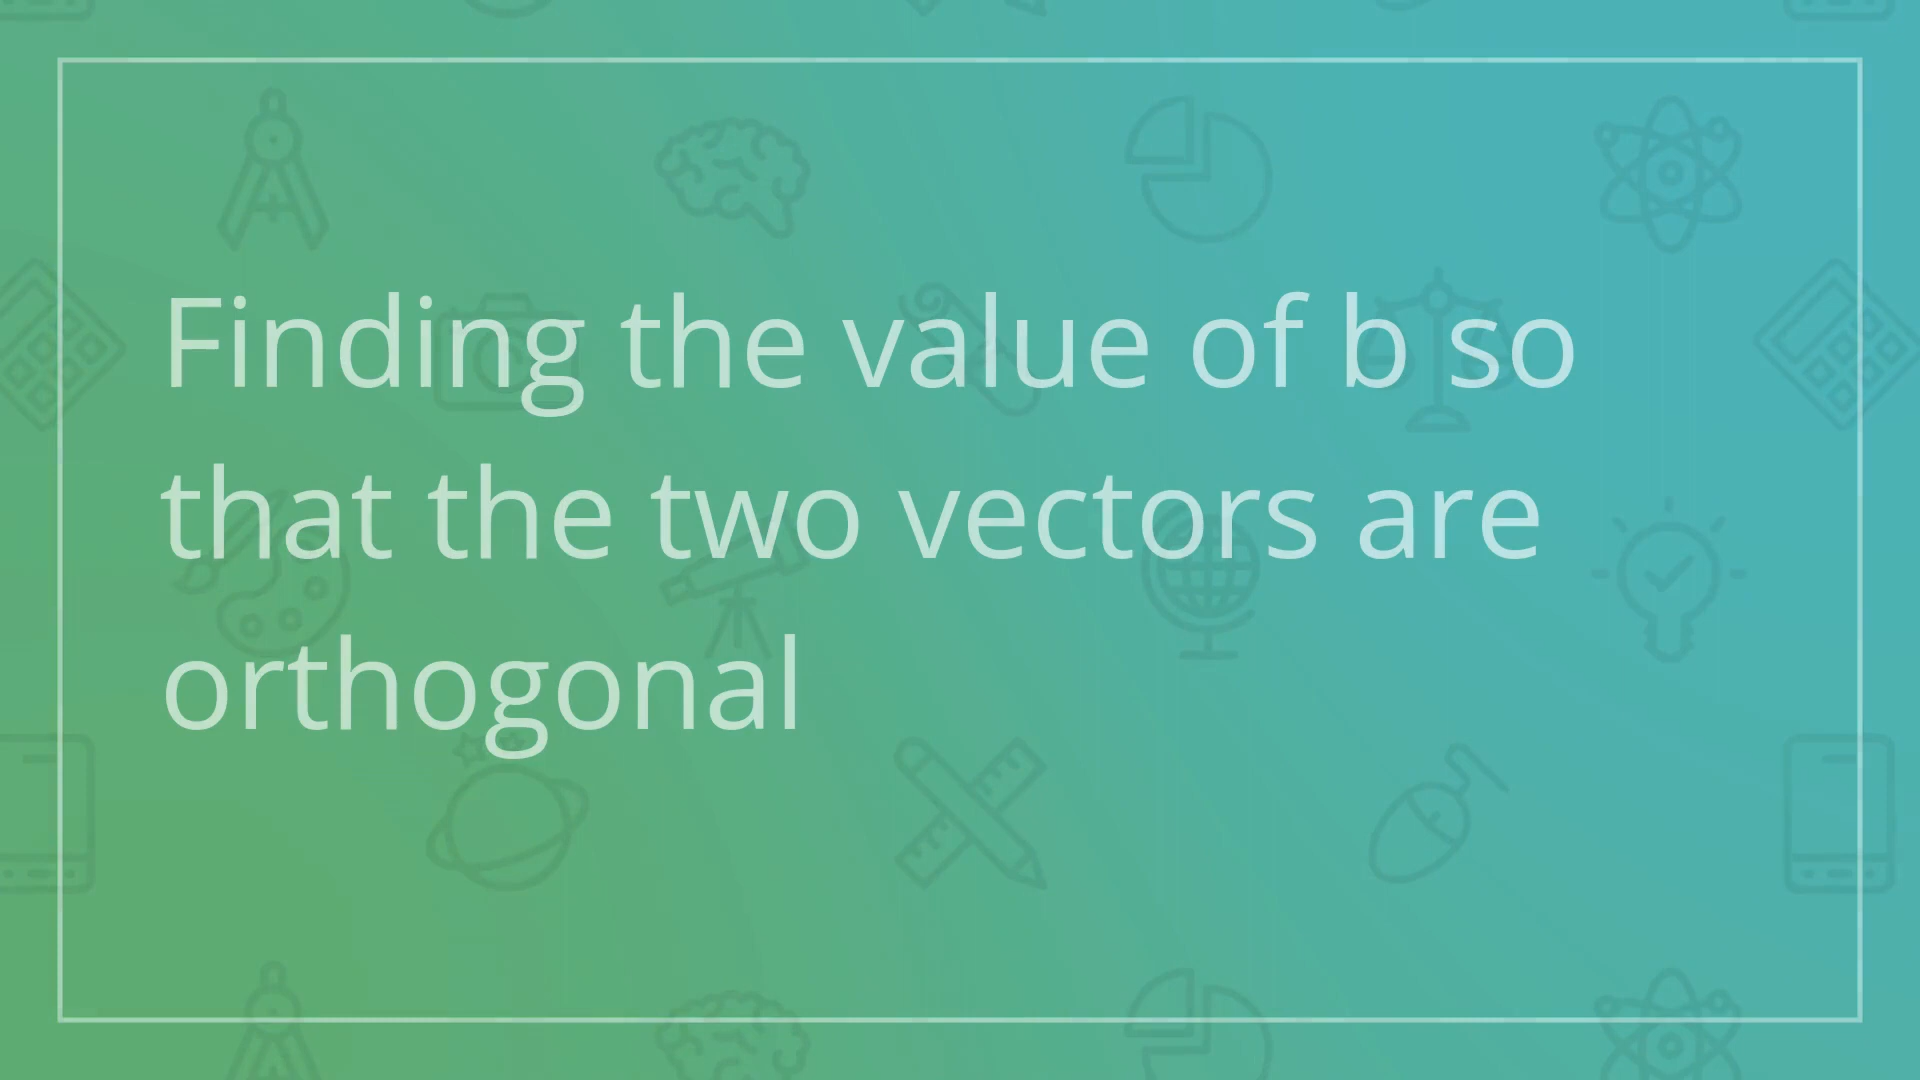 Finding the value of b so
that the two vectors are
orthogonal